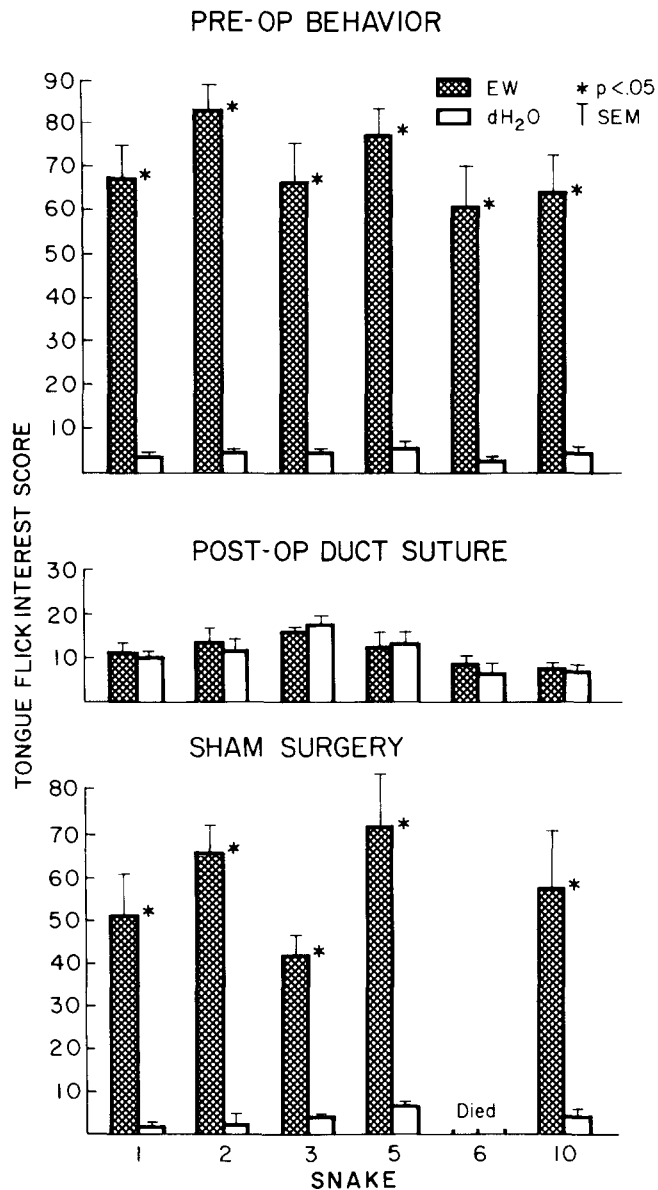 PRE-OP BEHAVIOR
EW * p<.05
dH₂O SEM
90
80
70
60
50
40
30
20
10
TONGUE FLICK INTEREST SCORE
POST-OP DUCT SUTURE
30
20
10
SHAM SURGERY
80
70
60
50
40
30
20
10
Died
1 2 3 5 6 10
SNAKE